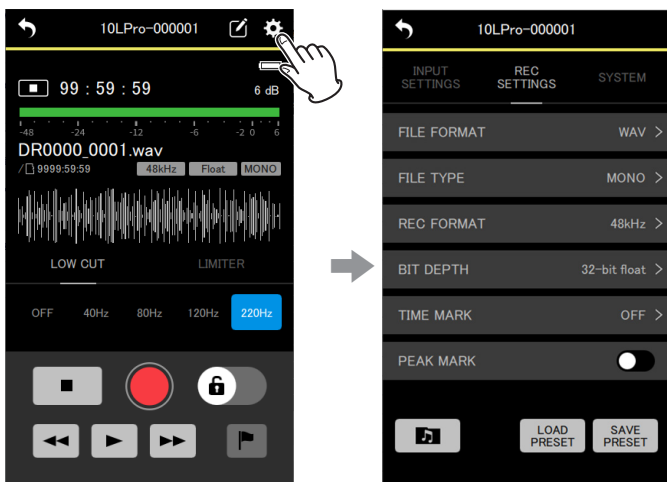 10LPro-000001
99 : 59 : 59
6 dB
-48 -24 -12 -6 -2 0 6
DR0000_0001.wav
/ 9999:59:59 48kHz Float MONO
LOW CUT LIMITER
OFF 40Hz 80Hz 120Hz 220Hz
10LPro-000001
INPUT SETTINGS
REC SETTINGS
SYSTEM
FILE FORMAT WAV >
FILE TYPE MONO >
REC FORMAT 48kHz >
BIT DEPTH 32-bit float >
TIME MARK OFF >
PEAK MARK
LOAD PRESET
SAVE PRESET